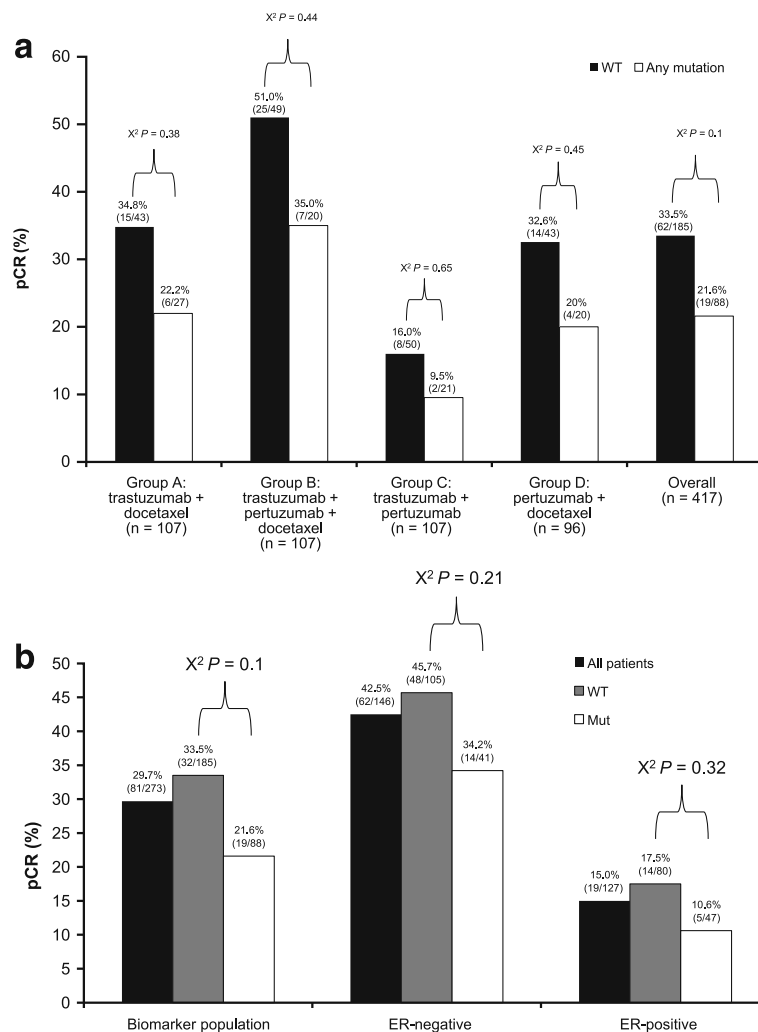 a
X² P = 0.44
60
WT
Any mutation
51.0%
(25/49)
X² P = 0.38
X² P = 0.45
X² P = 0.1
50
40
34.8%
(15/43)
35.0%
(7/20)
X² P = 0.65
32.6%
(14/43)
33.5%
(62/185)
pCR (%)
30
22.2%
(6/27)
20%
(4/20)
21.6%
(19/88)
20
16.0%
(8/50)
9.5%
(2/21)
10
0
Group A:
trastuzumab +
docetaxel
(n = 107)
Group B:
trastuzumab +
pertuzumab +
docetaxel
(n = 107)
Group C:
trastuzumab +
pertuzumab
(n = 107)
Group D:
pertuzumab +
docetaxel
(n = 96)
Overall
(n = 417)
b
X² P = 0.1
X² P = 0.21
X² P = 0.32
All patients
WT
Mut
50
45
40
35
30
25
20
15
10
5
0
pCR (%)
29.7%
(81/273)
33.5%
(32/185)
21.6%
(19/88)
42.5%
(62/146)
45.7%
(48/105)
34.2%
(14/41)
15.0%
(19/127)
17.5%
(14/80)
10.6%
(5/47)
Biomarker population
ER-negative
ER-positive